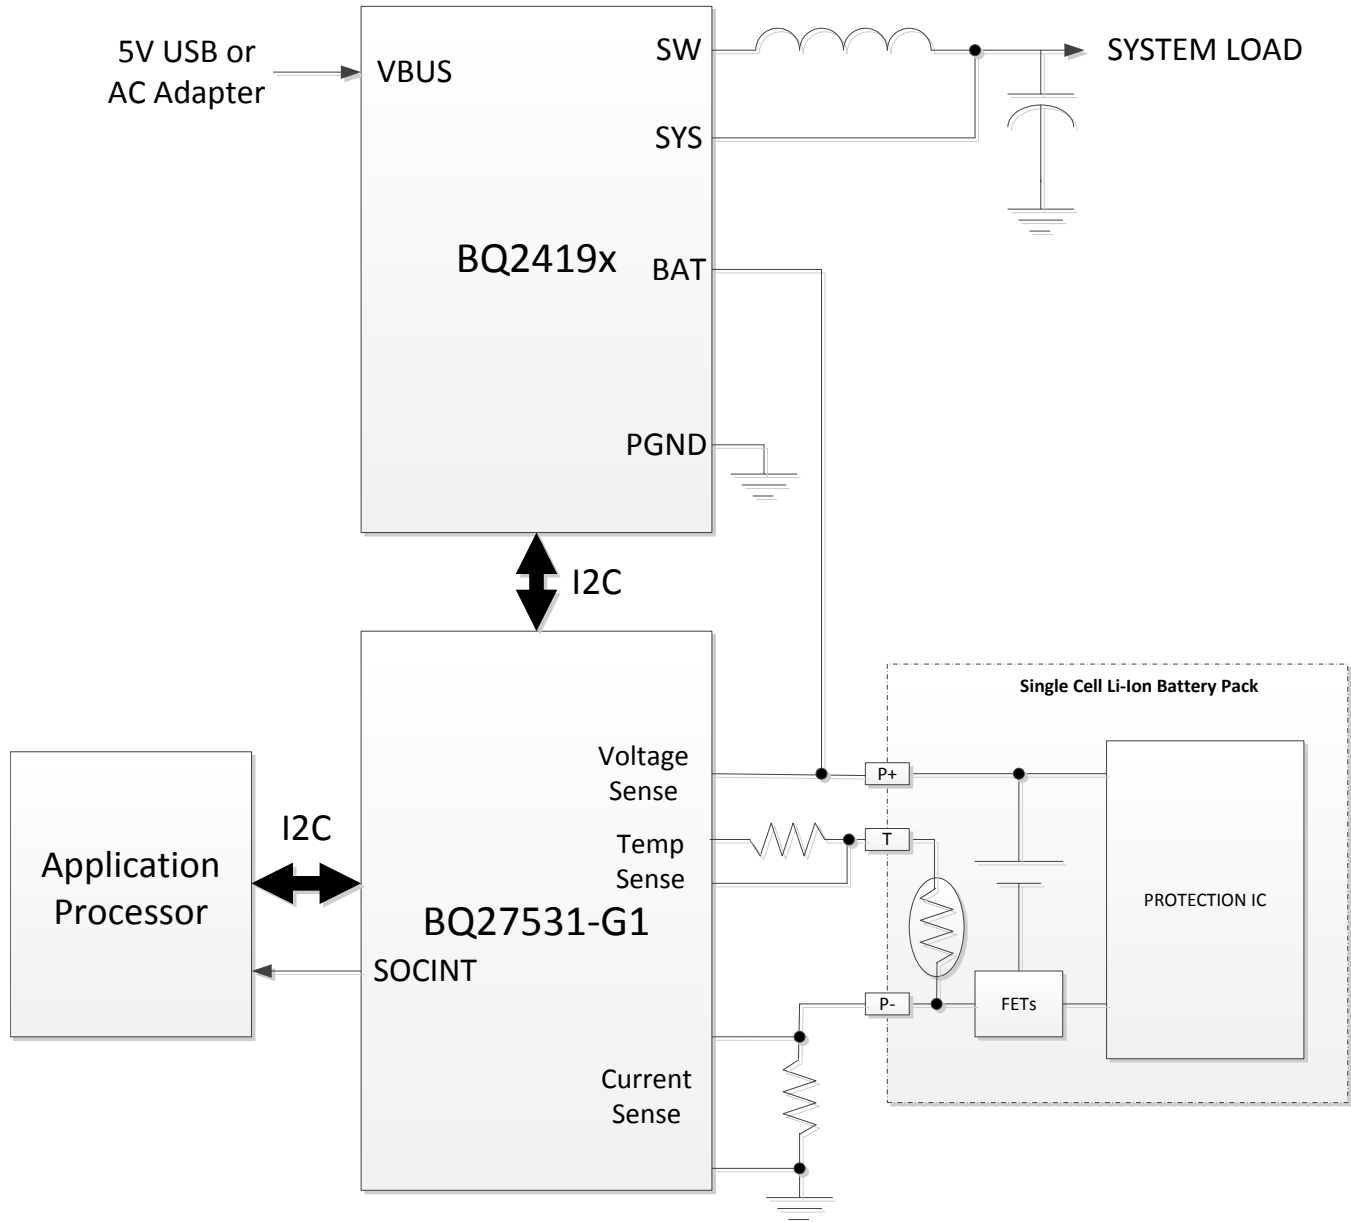 5V USB or
AC Adapter
VBUS
SW
SYSTEM LOAD
SYS
BQ2419x
BAT
PGND
I2C
Single Cell Li-Ion Battery Pack
Voltage
Sense
P+
I2C
Temp
Sense
T
Application
Processor
BQ27531-G1
PROTECTION IC
SOCINT
P-
FETs
Current
Sense